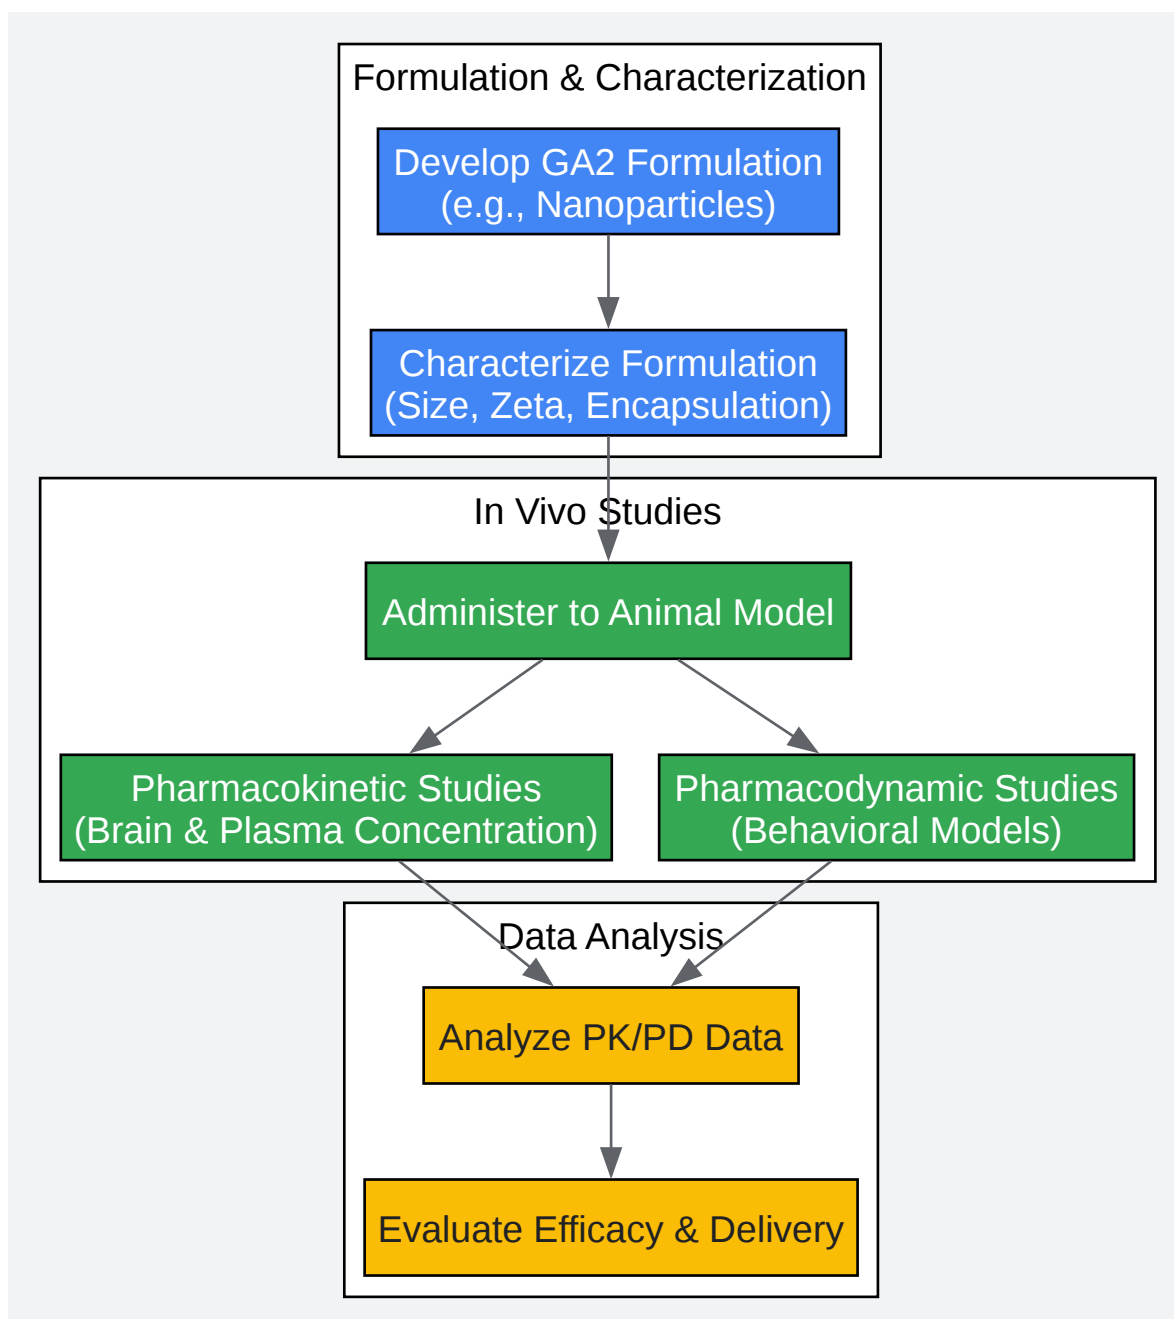 Formulation & Characterization
Develop GA2 Formulation
(e.g., Nanoparticles)
Characterize Formulation
(Size, Zeta, Encapsulation)
In Vivo Studies
Administer to Animal Model
Pharmacokinetic Studies
(Brain & Plasma Concentration)
Pharmacodynamic Studies
(Behavioral Models)
Data Analysis
Analyze PK/PD Data
Evaluate Efficacy & Delivery